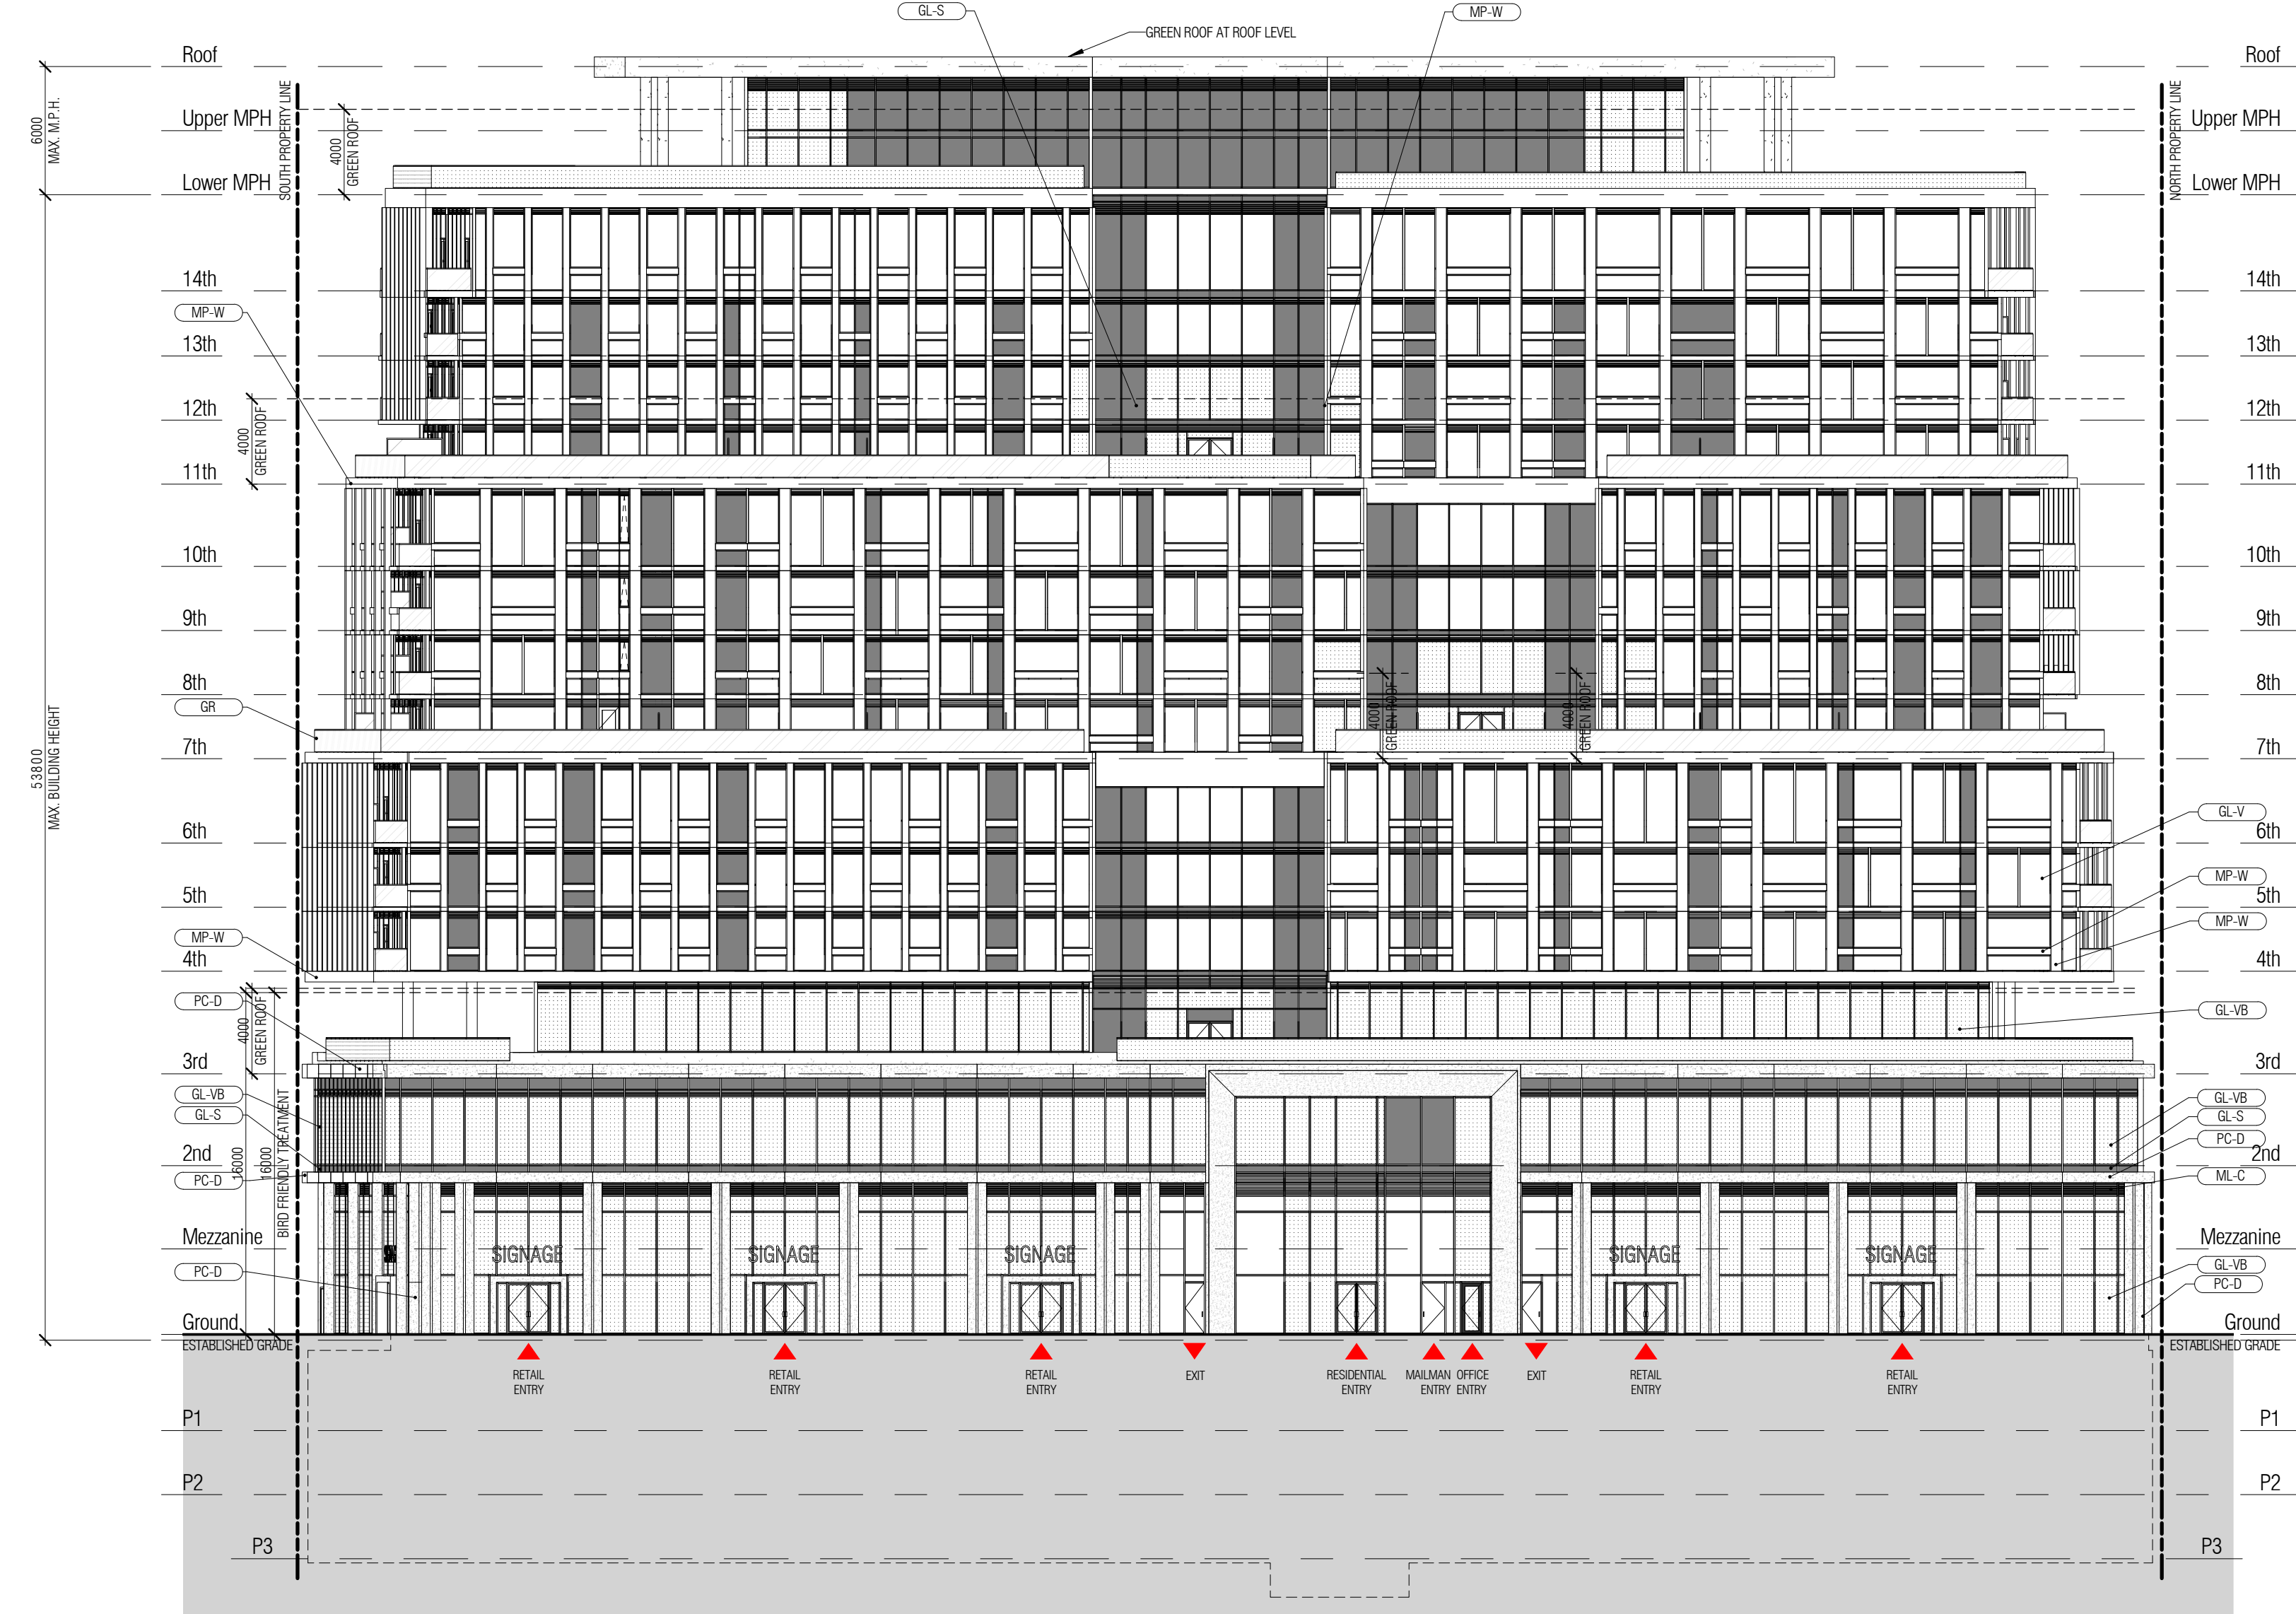 GL-S
MP-W
GREEN ROOF AT ROOF LEVEL
Roof
Roof
6000
MAX. M.P.H.
SOUTH PROPERTY LINE
NORTH PROPERTY LINE
Upper MPH
Upper MPH
4000
GREEN ROOF
Lower MPH
Lower MPH
14th
14th
MP-W
13th
13th
12th
12th
4000
GREEN ROOF
11th
11th
10th
10th
9th
9th
8th
8th
GR
4000
GREEN ROOF
4000
GREEN ROOF
7th
7th
53800
MAX. BUILDING HEIGHT
GL-V
6th
6th
MP-W
5th
5th
MP-W
MP-W
4th
4th
PC-D
GL-VB
4000
GREEN ROOF
3rd
3rd
GL-VB
GL-VB
GL-S
GL-S
PC-D
2nd
2nd
16000
16000
BIRD FRIENDLY TREATMENT
PC-D
ML-C
Mezzanine
Mezzanine
SIGNAGE
SIGNAGE
SIGNAGE
SIGNAGE
SIGNAGE
PC-D
GL-VB
PC-D
Ground
Ground
ESTABLISHED GRADE
ESTABLISHED GRADE
RETAIL
ENTRY
RETAIL
ENTRY
RETAIL
ENTRY
EXIT
RESIDENTIAL
ENTRY
MAILMAN
ENTRY
OFFICE
ENTRY
EXIT
RETAIL
ENTRY
RETAIL
ENTRY
P1
P1
P2
P2
P3
P3